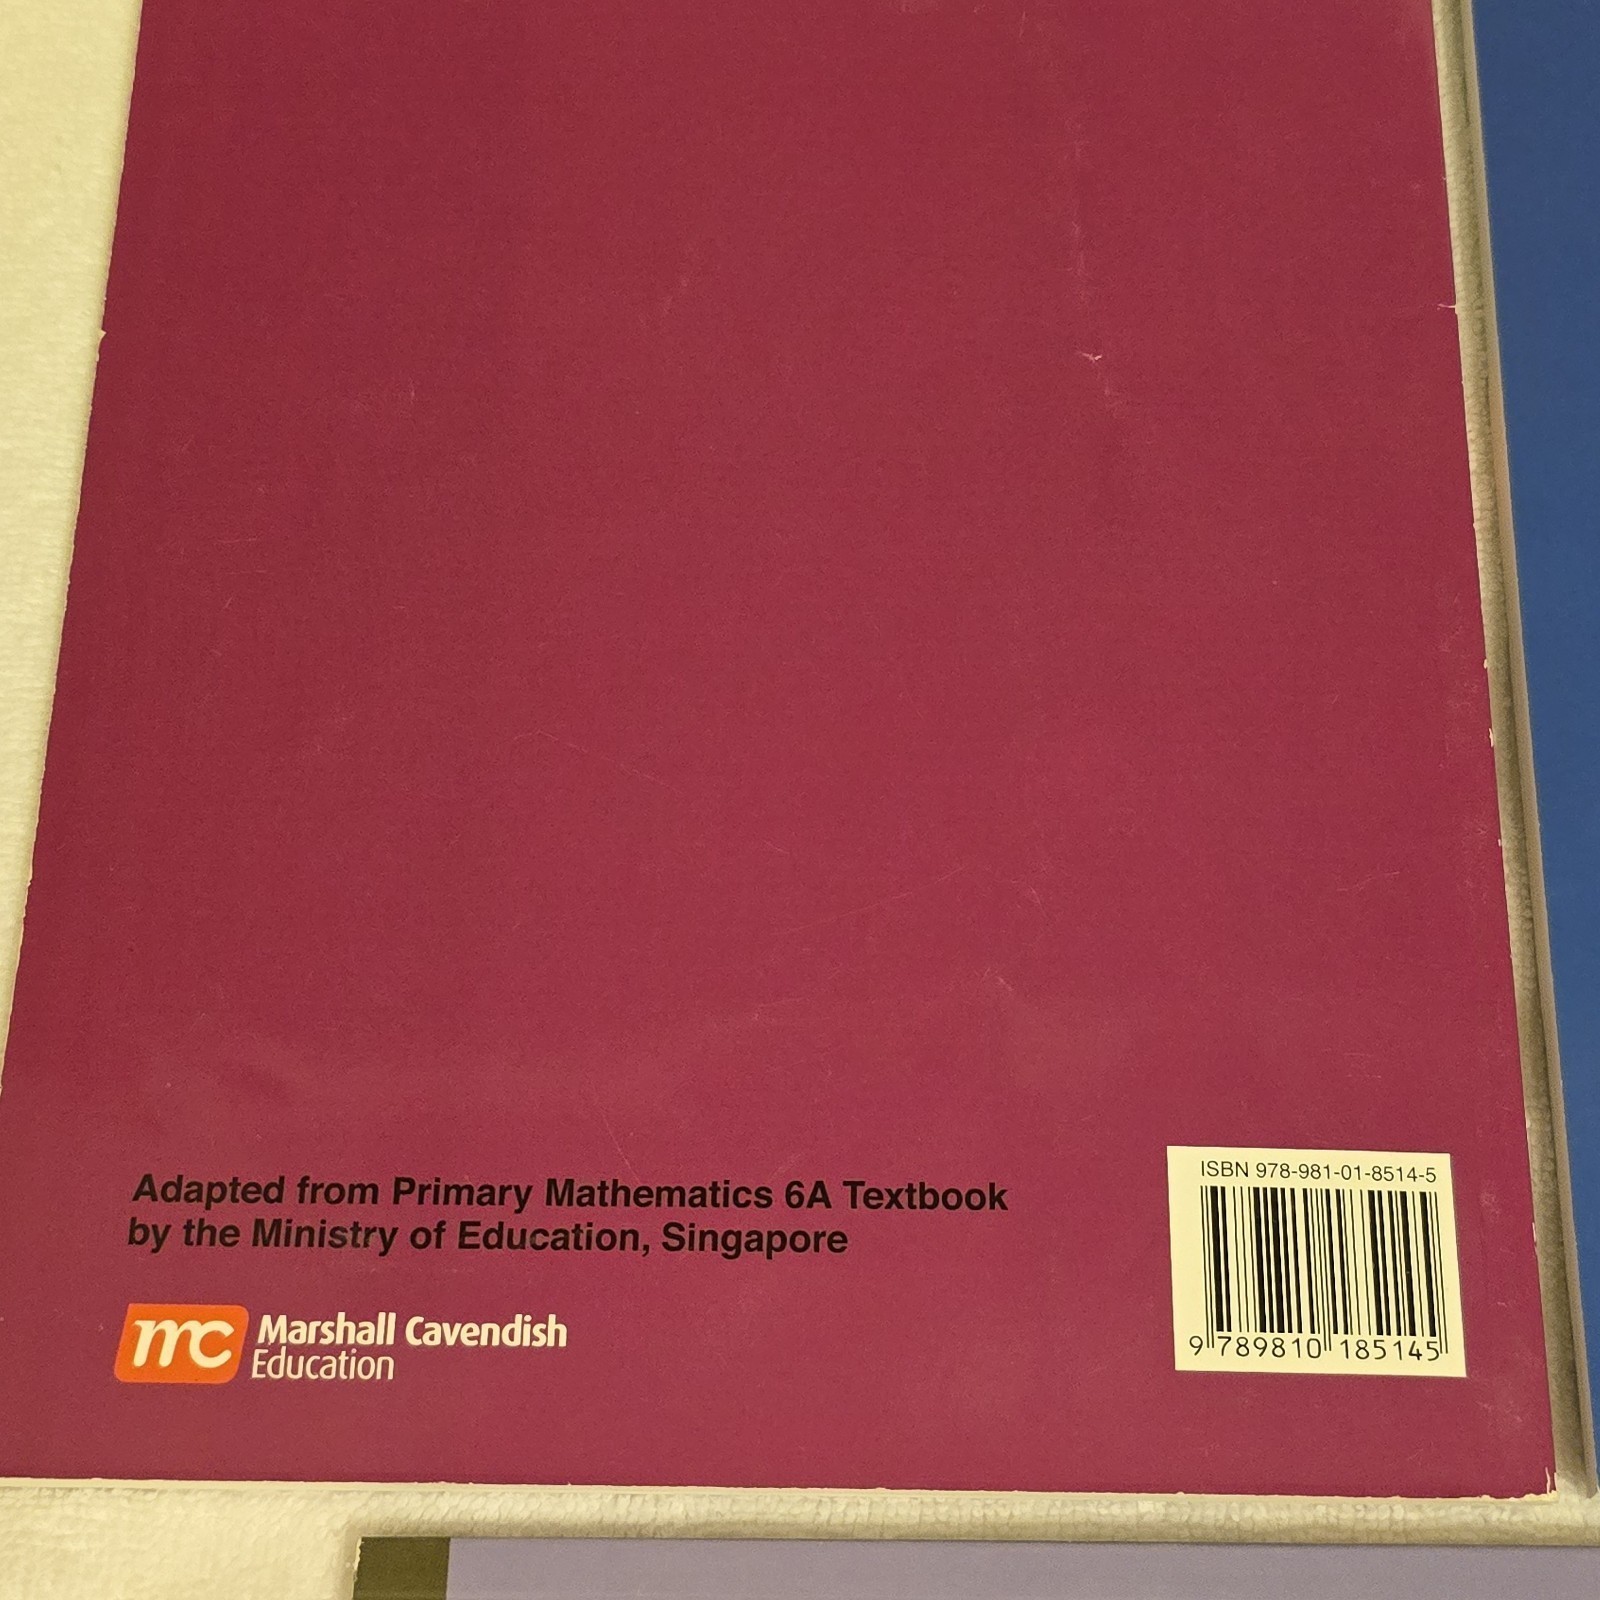 Adapted from Primary Mathematics 6A Textbook
by the Ministry of Education, Singapore
mc Marshall Cavendish
Education
ISBN 978-981-01-8514-5
9 789810 185145